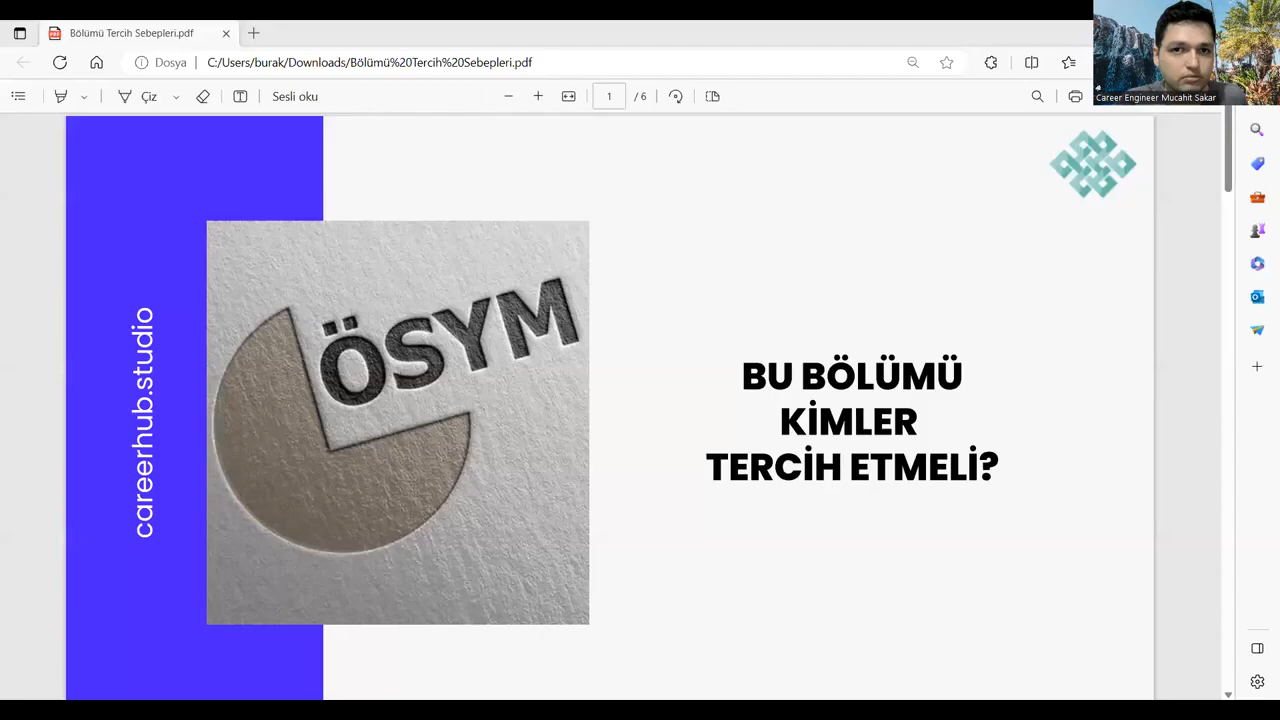 Bölümü Tercih Sebepleri.pdf
Dosya
C:/Users/burak/Downloads/Bölümü%20Tercih%20Sebepleri.pdf
Çiz
Sesli oku
1
/ 6
Career Engineer Mucahit Sakar
careerhub.studio
ÖSYM
BU BÖLÜMÜ
KİMLER
TERCİH ETMELİ?